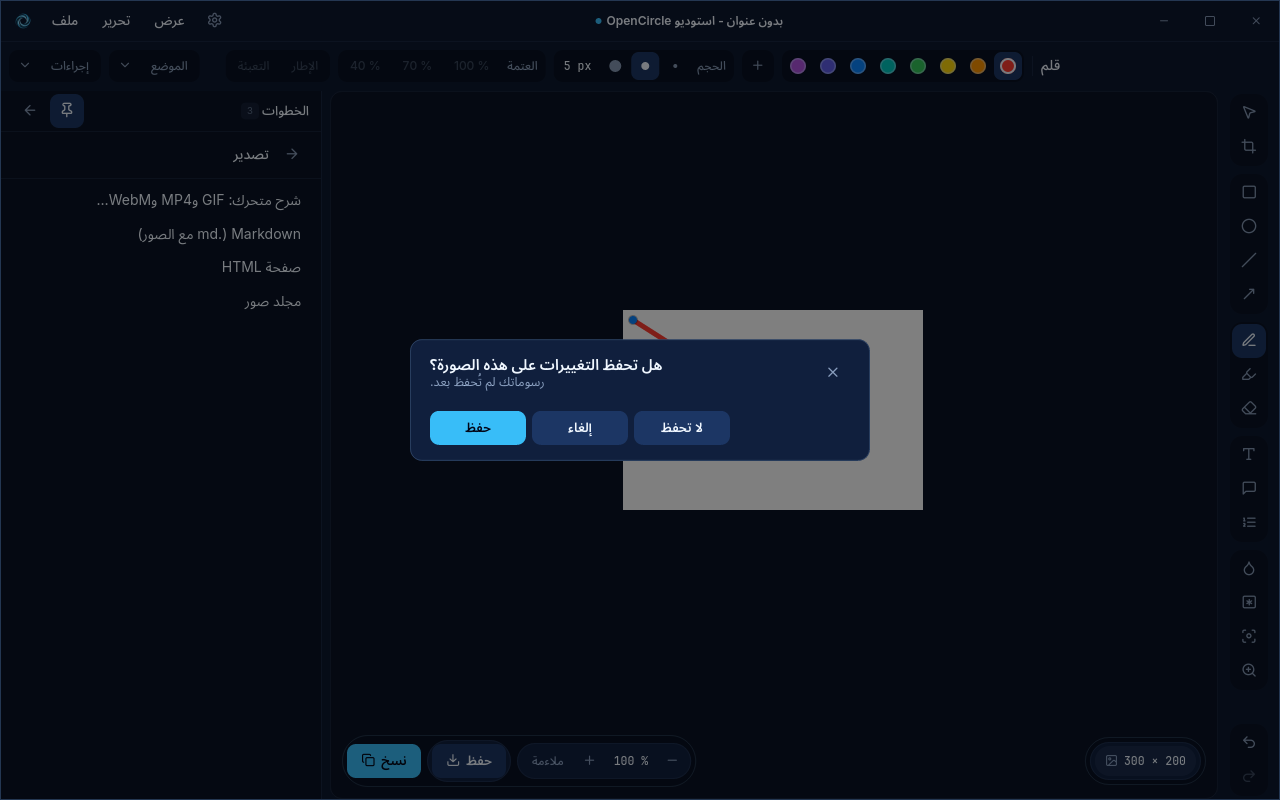 ملف
تحرير
عرض
بدون عنوان - استوديو OpenCircle
قلم
الحجم
5 px
العتمة
100 %
70 %
40 %
الإطار
التعبئة
الموضع
إجراءات
الخطوات 3
تصدير
شرح متحرك: GIF وMP4 وWebM...
Markdown (.md مع الصور)
صفحة HTML
مجلد صور
هل تحفظ التغييرات على هذه الصورة؟
رسوماتك لم تُحفظ بعد.
لا تحفظ
إلغاء
حفظ
300 × 200
100 %
ملاءمة
حفظ
نسخ